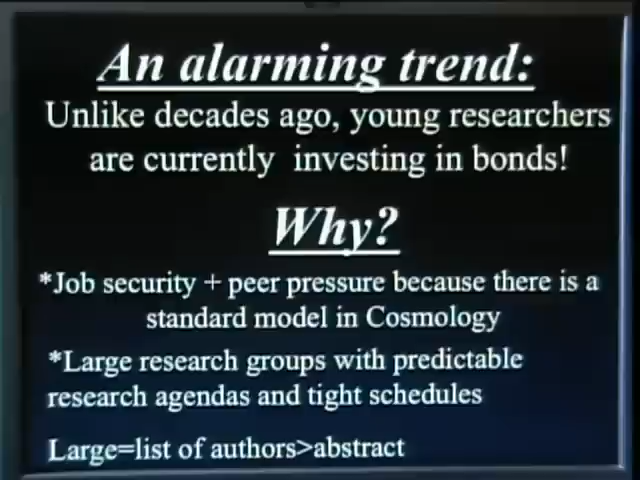 An alarming trend:
Unlike decades ago, young researchers
are currently investing in bonds!
Why?
*Job security + peer pressure because there is a
standard model in Cosmology
*Large research groups with predictable
research agendas and tight schedules
Large=list of authors>abstract